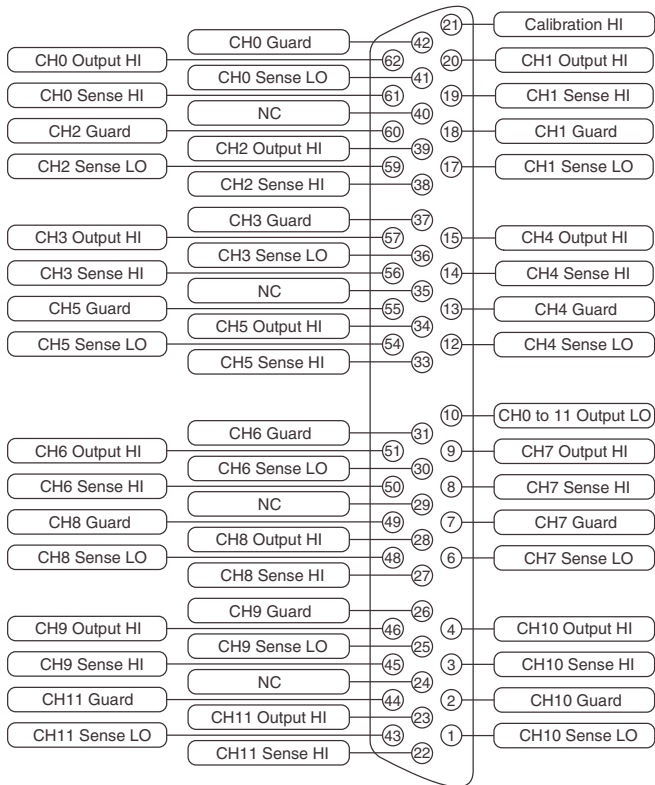 21 Calibration HI
CH0 Guard 42
CH0 Output HI 62 20 CH1 Output HI
CH0 Sense LO 41
CH0 Sense HI 61 19 CH1 Sense HI
NC 40
CH2 Guard 60 18 CH1 Guard
CH2 Output HI 39
CH2 Sense LO 59 17 CH1 Sense LO
CH2 Sense HI 38
CH3 Guard 37
CH3 Output HI 57 15 CH4 Output HI
CH3 Sense LO 36
CH3 Sense HI 56 14 CH4 Sense HI
NC 35
CH5 Guard 55 13 CH4 Guard
CH5 Output HI 34
CH5 Sense LO 54 12 CH4 Sense LO
CH5 Sense HI 33
10 CH0 to 11 Output LO
CH6 Guard 31
CH6 Output HI 51 9 CH7 Output HI
CH6 Sense LO 30
CH6 Sense HI 50 8 CH7 Sense HI
NC 29
CH8 Guard 49 7 CH7 Guard
CH8 Output HI 28
CH8 Sense LO 48 6 CH7 Sense LO
CH8 Sense HI 27
CH9 Guard 26
CH9 Output HI 46 4 CH10 Output HI
CH9 Sense LO 25
CH9 Sense HI 45 3 CH10 Sense HI
NC 24
CH11 Guard 44 2 CH10 Guard
CH11 Output HI 23
CH11 Sense LO 43 1 CH10 Sense LO
CH11 Sense HI 22